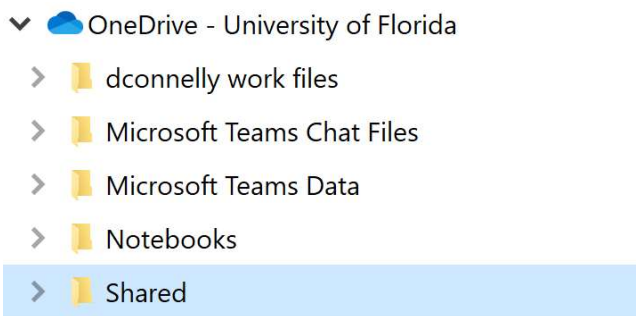 OneDrive - University of Florida
dconnelly work files
Microsoft Teams Chat Files
Microsoft Teams Data
Notebooks
Shared